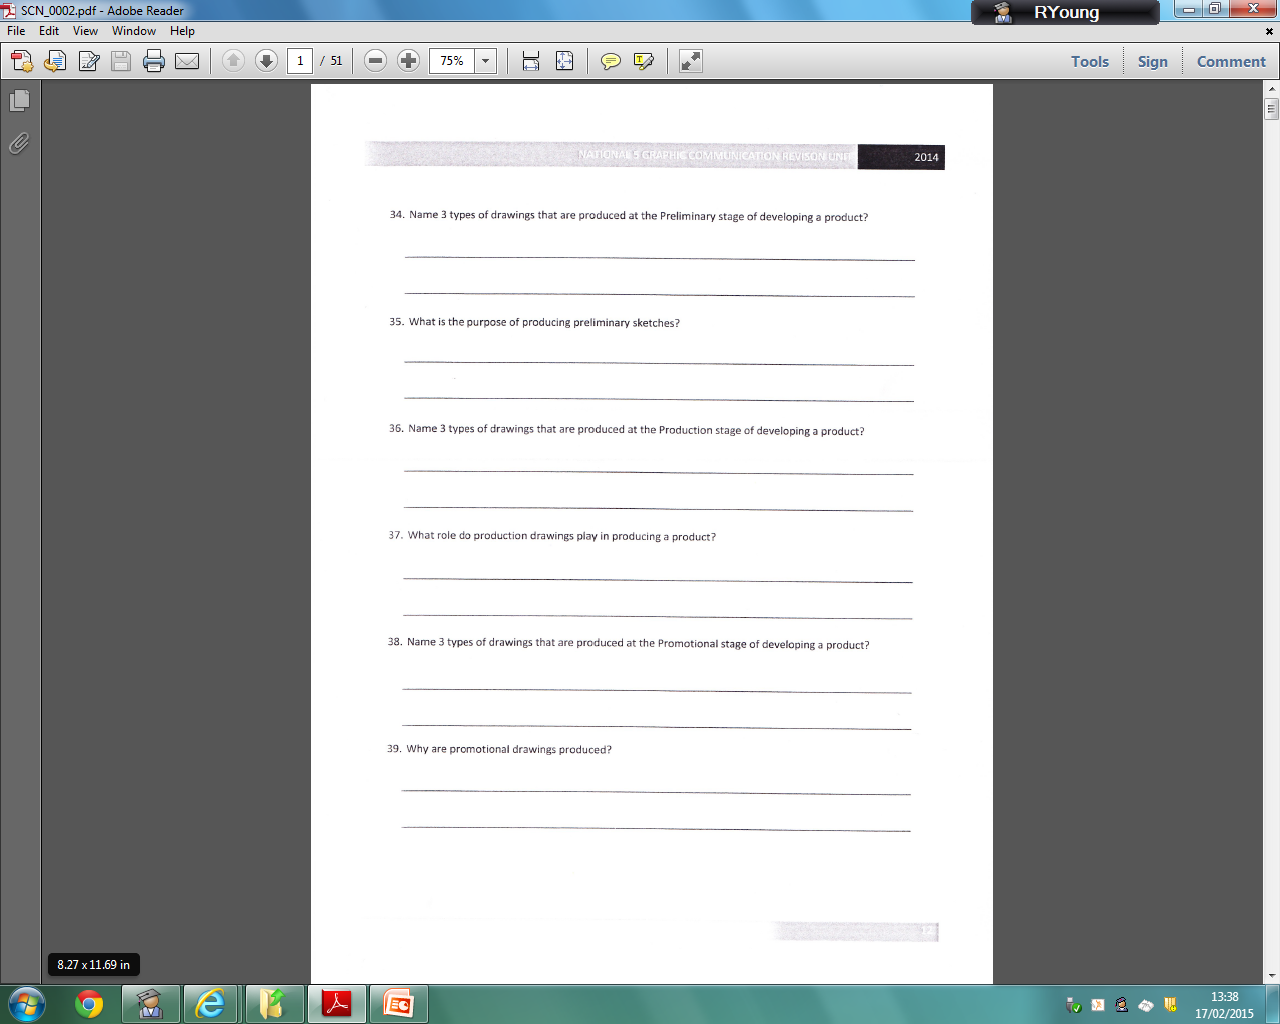 SCN_0002.pdf - Adobe Reader
RYoung
File Edit View Window Help
1 / 51 75% Tools Sign Comment
NATIONAL 5 GRAPHIC COMMUNICATION REVISON UNIT 2014
34. Name 3 types of drawings that are produced at the Preliminary stage of developing a product?
35. What is the purpose of producing preliminary sketches?
36. Name 3 types of drawings that are produced at the Production stage of developing a product?
37. What role do production drawings play in producing a product?
38. Name 3 types of drawings that are produced at the Promotional stage of developing a product?
39. Why are promotional drawings produced?
8.27 x 11.69 in
13:38
17/02/2015